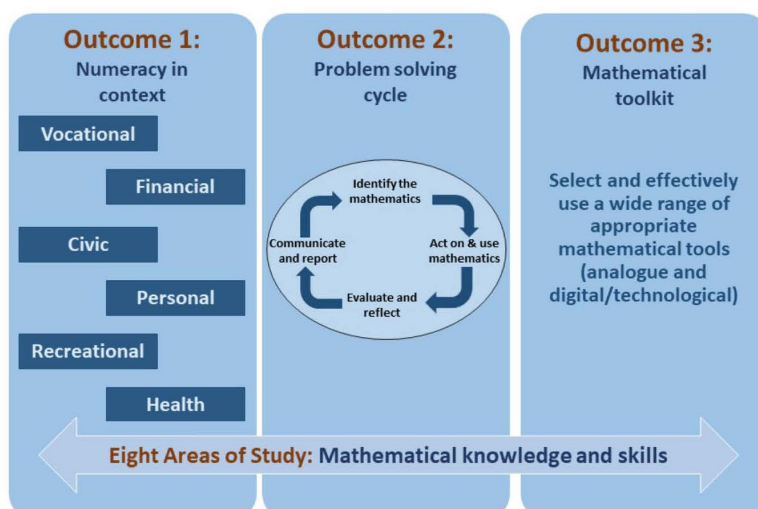 Outcome 1:
Numeracy in
context
Vocational
Financial
Civic
Personal
Recreational
Health
Outcome 2:
Problem solving
cycle
Identify the
mathematics
Act on & use
mathematics
Evaluate and
reflect
Communicate
and report
Outcome 3:
Mathematical
toolkit
Select and effectively
use a wide range of
appropriate
mathematical tools
(analogue and
digital/technological)
Eight Areas of Study: Mathematical knowledge and skills